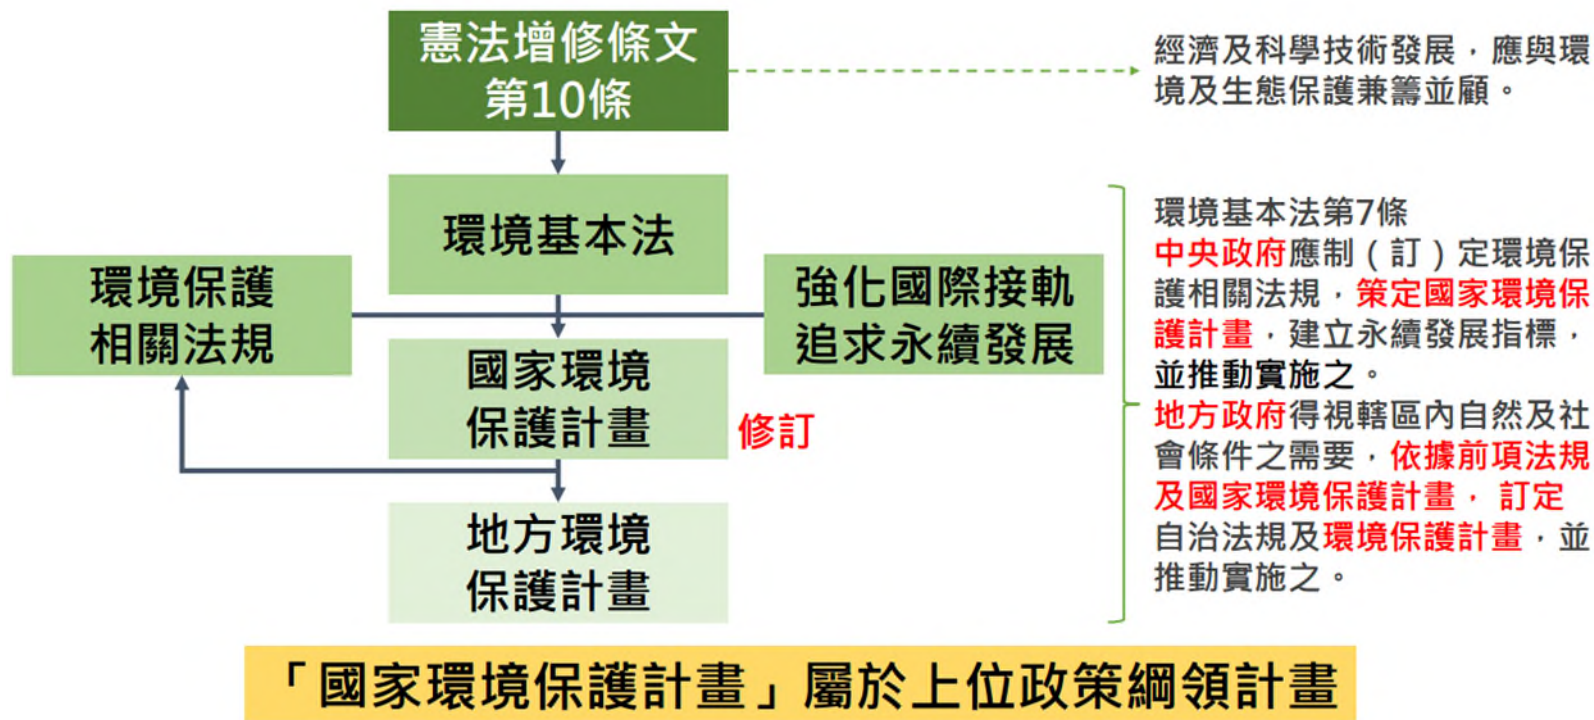 憲法增修條文
第10條
經濟及科學技術發展，應與環
境及生態保護兼籌並顧。
環境基本法
環境保護
相關法規
強化國際接軌
追求永續發展
國家環境
保護計畫
修訂
地方環境
保護計畫
環境基本法第7條
中央政府應制（訂）定環境保
護相關法規，策定國家環境保
護計畫，建立永續發展指標，
並推動實施之。
地方政府得視轄區內自然及社
會條件之需要，依據前項法規
及國家環境保護計畫， 訂定
自治法規及環境保護計畫，並
推動實施之。
「國家環境保護計畫」屬於上位政策綱領計畫